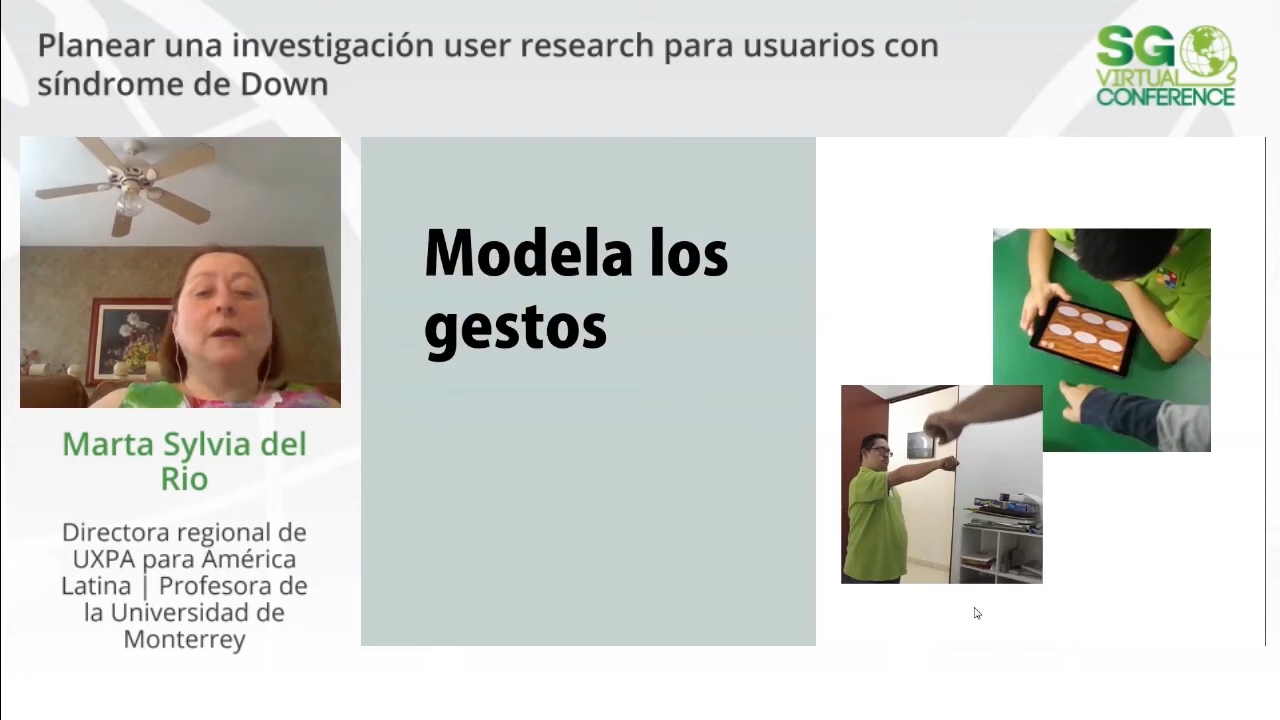 Planear una investigación user research para usuarios con
síndrome de Down
SG
VIRTUAL
CONFERENCE
Modela los
gestos
Marta Sylvia del
Rio
Directora regional de
UXPA para América
Latina | Profesora de
la Universidad de
Monterrey